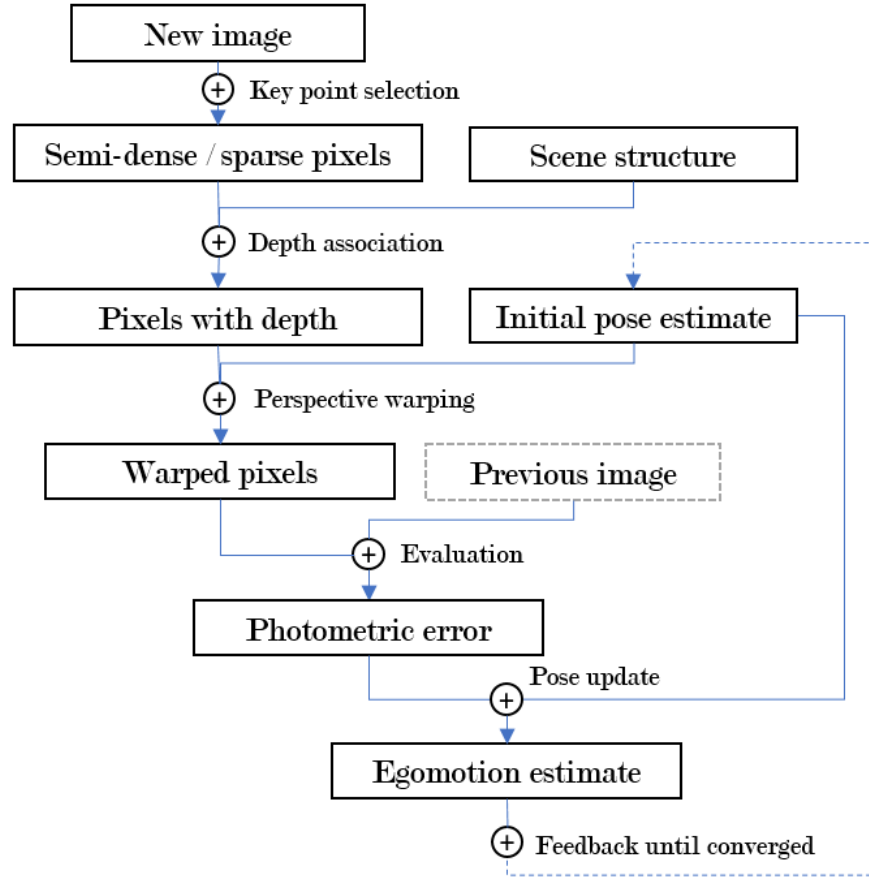 New image
Key point selection
Semi-dense / sparse pixels
Scene structure
Depth association
Pixels with depth
Initial pose estimate
Perspective warping
Warped pixels
Previous image
Evaluation
Photometric error
Pose update
Egomotion estimate
Feedback until converged